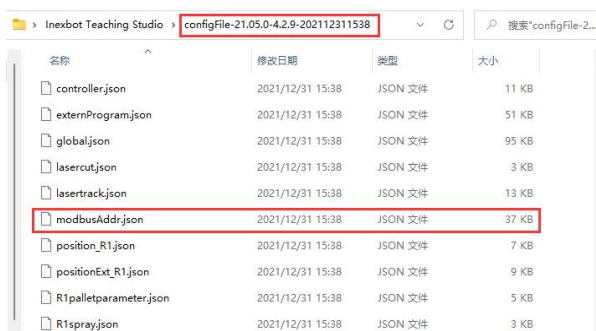 Inexbot Teaching Studio > configFile-21.05.0-4.2.9-202112311538 搜索"configFile-2...
名称 修改日期 类型 大小
controller.json 2021/12/31 15:38 JSON 文件 11 KB
externProgram.json 2021/12/31 15:38 JSON 文件 51 KB
global.json 2021/12/31 15:38 JSON 文件 95 KB
lasercut.json 2021/12/31 15:38 JSON 文件 3 KB
lasertrack.json 2021/12/31 15:38 JSON 文件 13 KB
modbusAddr.json 2021/12/31 15:38 JSON 文件 37 KB
position_R1.json 2021/12/31 15:38 JSON 文件 7 KB
positionExt_R1.json 2021/12/31 15:38 JSON 文件 9 KB
R1palletparameter.json 2021/12/31 15:38 JSON 文件 5 KB
R1spray.json 2021/12/31 15:38 JSON 文件 3 KB